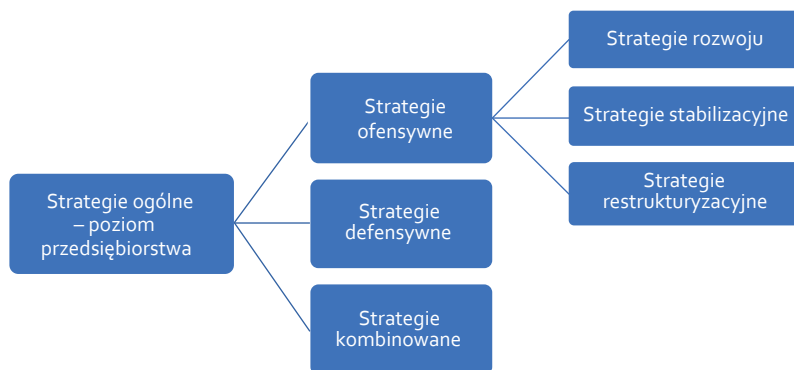 Strategie ogólne
– poziom
przedsiębiorstwa
Strategie
ofensywne
Strategie
defensywne
Strategie
kombinowane
Strategie rozwoju
Strategie stabilizacyjne
Strategie
restrukturyzacyjne